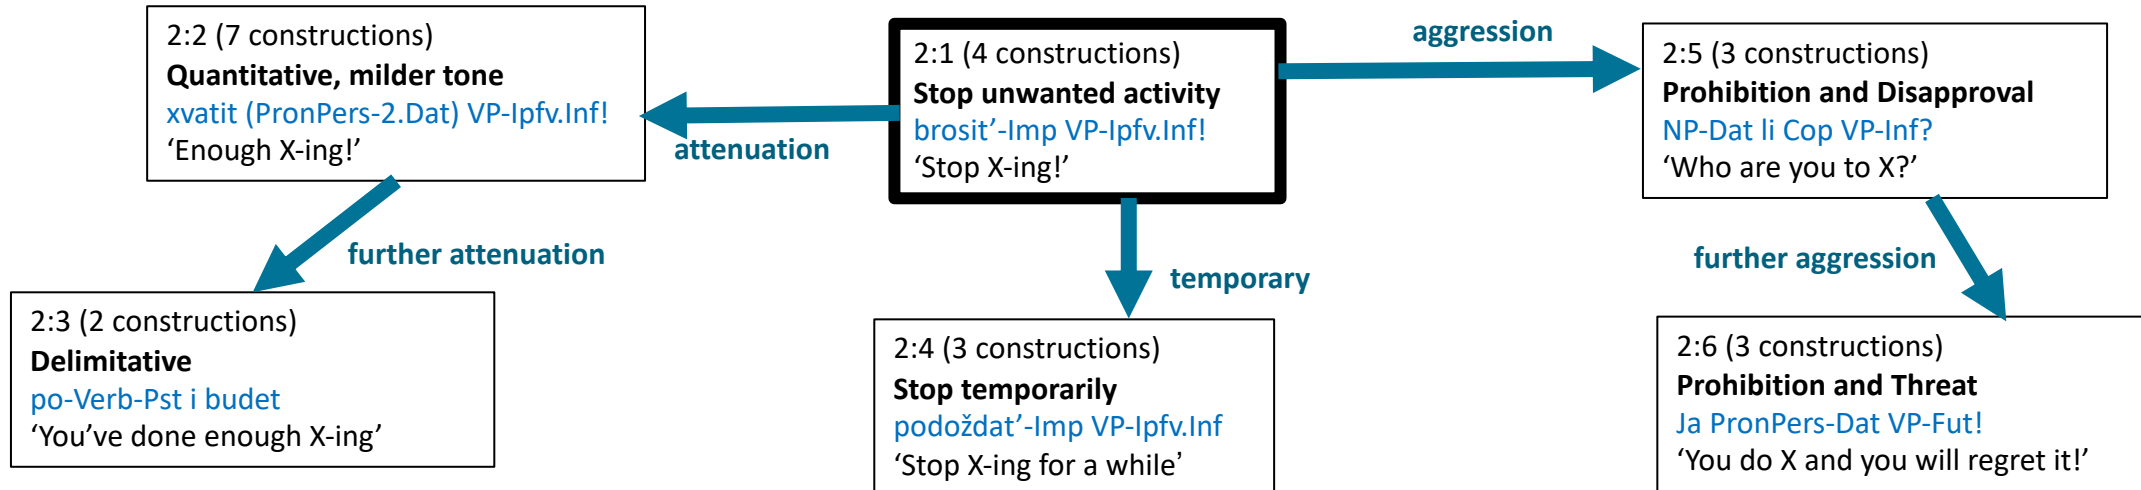 2:2 (7 constructions)
Quantitative, milder tone
xvatit (PronPers-2.Dat) VP-Ipfv.Inf!
‘Enough X-ing!’
attenuation
2:1 (4 constructions)
Stop unwanted activity
brosit’-Imp VP-Ipfv.Inf!
‘Stop X-ing!’
aggression
2:5 (3 constructions)
Prohibition and Disapproval
NP-Dat li Cop VP-Inf?
‘Who are you to X?’
further attenuation
temporary
further aggression
2:3 (2 constructions)
Delimitative
po-Verb-Pst i budet
‘You’ve done enough X-ing’
2:4 (3 constructions)
Stop temporarily
podoždat’-Imp VP-Ipfv.Inf
‘Stop X-ing for a while’
2:6 (3 constructions)
Prohibition and Threat
Ja PronPers-Dat VP-Fut!
‘You do X and you will regret it!’